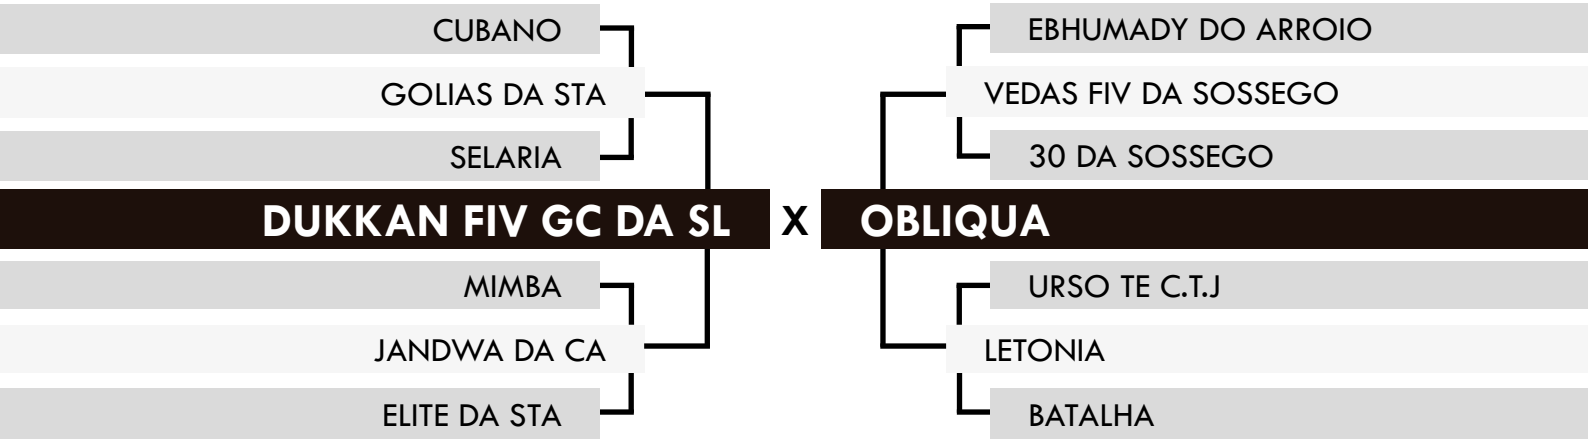 CUBANO
GOLIAS DA STA
SELARIA
DUKKAN FIV GC DA SL
MIMBA
JANDWA DA CA
ELITE DA STA
X
EBHUMADY DO ARROIO
VEDAS FIV DA SOSSEGO
30 DA SOSSEGO
OBLIQUA
URSO TE C.T.J
LETONIA
BATALHA